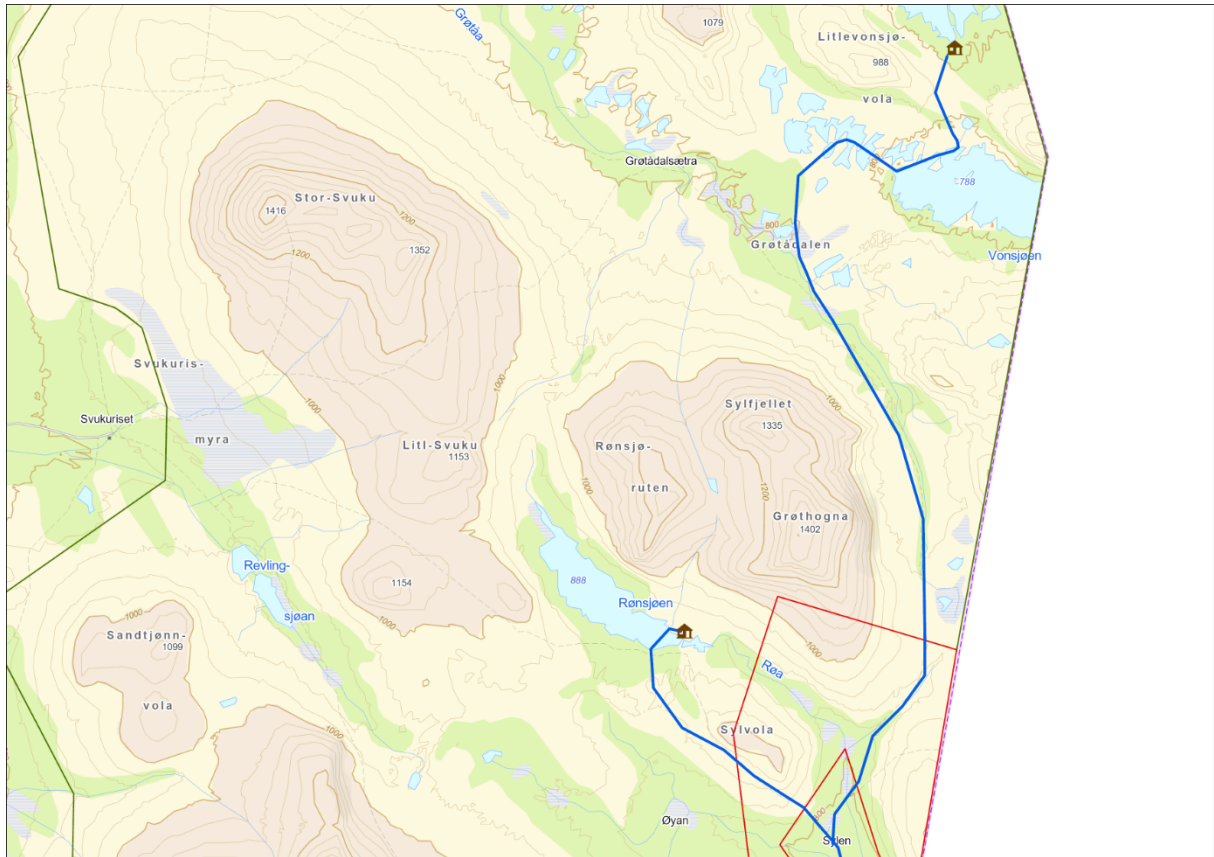 Grøtåa
1079
Litlevonsjø-
988
vola
Grøtådalsætra
800
788
Stor-Svuku
1416
1200
1352
1200
800
Grøtådalen
Vonsjøen
Svukuris-
1000
1000
Svukuriset
myra
Litl-Svuku
1153
Sylfjellet
1335
Rønsjø-
1000
ruten
1200
Grøthogna
1402
Revling-
sjøan
1154
888
Rønsjøen
1000
Sandtjønn-
1099
vola
1000
1000
1000
Røa
Sylvola
Øyan
800
Sylen